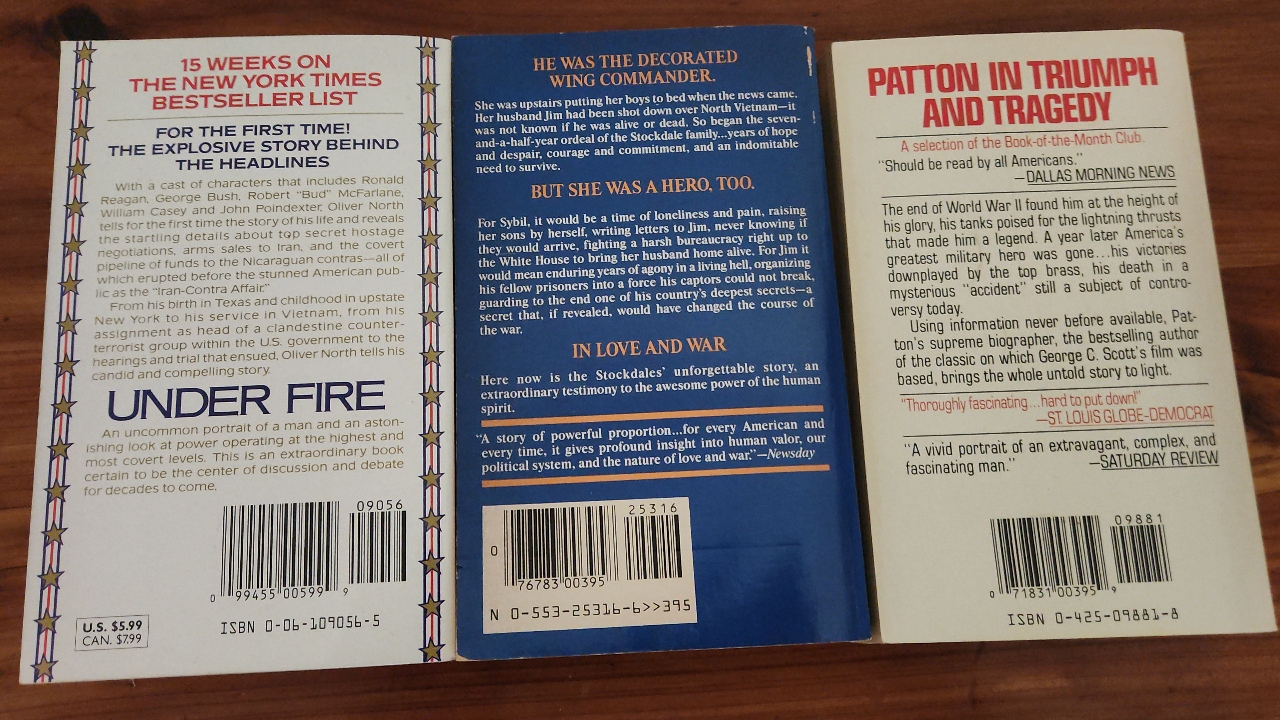 15 WEEKS ON
THE NEW YORK TIMES
BESTSELLER LIST
FOR THE FIRST TIME!
THE EXPLOSIVE STORY BEHIND
THE HEADLINES
With a cast of characters that includes Ronald
Reagan, George Bush, Robert "Bud" McFarlane,
William Casey and John Poindexter, Oliver North
tells for the first time the story of his life and reveals
the startling details about top secret hostage
negotiations, arms sales to Iran, and the covert
pipeline of funds to the Nicaraguan contras—all of
which erupted before the stunned American pub-
lic as the "Iran-Contra Affair."
From his birth in Texas and childhood in upstate
New York to his service in Vietnam, from his
assignment as head of a clandestine counter-
terrorist group within the U.S. government to the
hearings and trial that ensued, Oliver North tells his
candid and compelling story.
UNDER FIRE
An uncommon portrait of a man and an aston-
ishing look at power operating at the highest and
most covert levels. This is an extraordinary book
certain to be the center of discussion and debate
for decades to come.
09056
0 99455 00599 9
ISBN 0-06-109056-5
U.S. $5.99
CAN. $7.99
HE WAS THE DECORATED
WING COMMANDER.
She was upstairs putting her boys to bed when the news came.
Her husband Jim had been shot down over North Vietnam—it
was not known if he was alive or dead. So began the seven-
and-a-half-year ordeal of the Stockdale family...years of hope
and despair, courage and commitment, and an indomitable
need to survive.
BUT SHE WAS A HERO, TOO.
For Sybil, it would be a time of loneliness and pain, raising
her sons by herself, writing letters to Jim, never knowing if
they would arrive, fighting a harsh bureaucracy right up to
the White House to bring her husband home alive. For Jim it
would mean enduring years of agony in a living hell, organizing
his fellow prisoners into a force his captors could not break,
guarding to the end one of his country's deepest secrets—a
secret that, if revealed, would have changed the course of
the war.
IN LOVE AND WAR
Here now is the Stockdales' unforgettable story, an
extraordinary testimony to the awesome power of the human
spirit.
"A story of powerful proportion...for every American and
every time, it gives profound insight into human valor, our
political system, and the nature of love and war."—Newsday
25316
0 76783 00395
N 0-553-25316-6>>395
PATTON IN TRIUMPH
AND TRAGEDY
A selection of the Book-of-the-Month Club.
"Should be read by all Americans."
—DALLAS MORNING NEWS
The end of World War II found him at the height of
his glory, his tanks poised for the lightning thrusts
that made him a legend. A year later America's
greatest military hero was gone...his victories
downplayed by the top brass, his death in a
mysterious "accident" still a subject of contro-
versy today.
Using information never before available, Pat-
ton's supreme biographer, the bestselling author
of the classic on which George C. Scott's film was
based, brings the whole untold story to light.
"Thoroughly fascinating...hard to put down!"
—ST. LOUIS GLOBE-DEMOCRAT
"A vivid portrait of an extravagant, complex, and
fascinating man." —SATURDAY REVIEW
09881
0 71831 00395 9
ISBN 0-425-09881-8